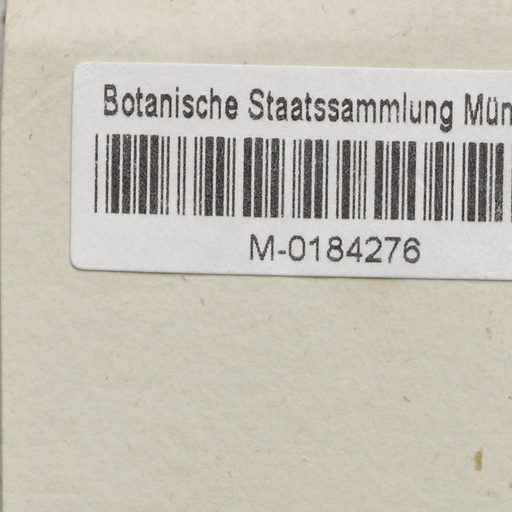 Botanische Staatssammlung Mün
M-0184276